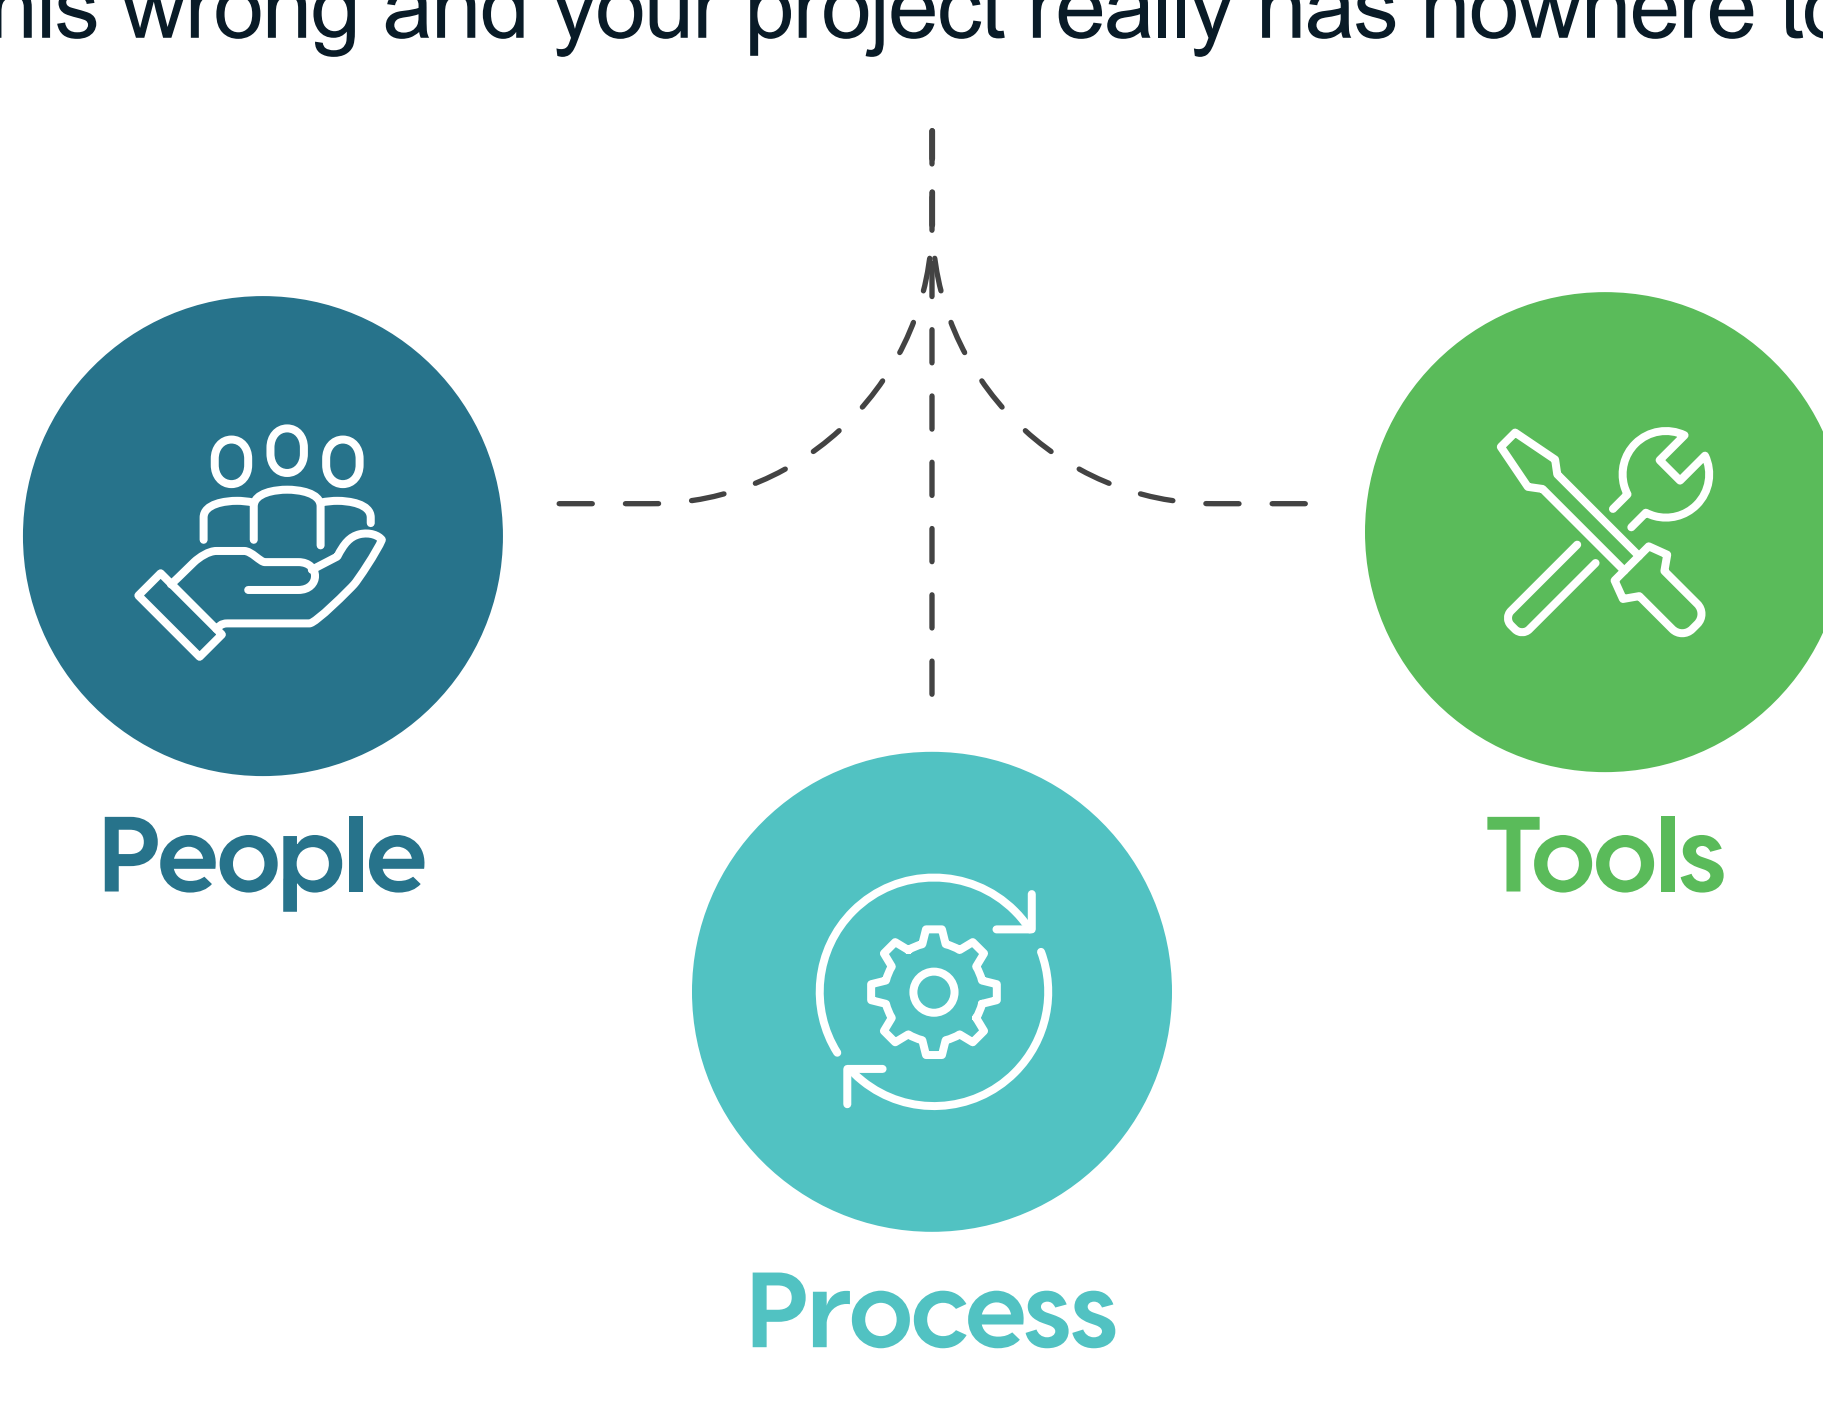 his wrong and your project really has nowhere to
People
Tools
Process